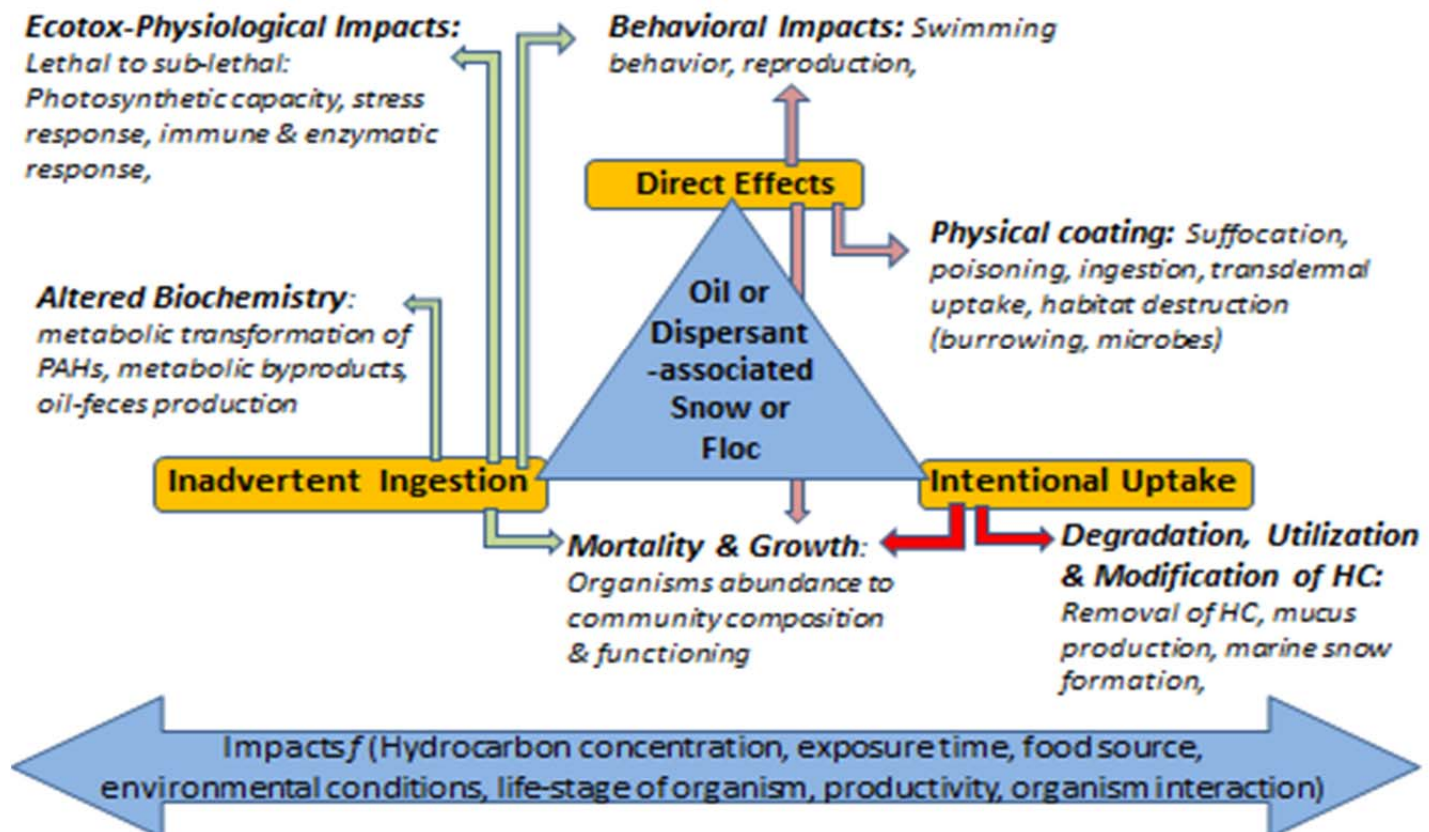 Ecotox-Physiological Impacts:
Lethal to sub-lethal:
Photosynthetic capacity, stress
response, immune & enzymatic
response,
Behavioral Impacts: Swimming
behavior, reproduction,
Direct Effects
Physical coating: Suffocation,
poisoning, ingestion, transdermal
uptake, habitat destruction
(burrowing, microbes)
Altered Biochemistry:
metabolic transformation of
PAHs, metabolic byproducts,
oil-feces production
Oil or
Dispersant
-associated
Snow or
Floc
Inadvertent Ingestion
Intentional Uptake
Mortality & Growth:
Organisms abundance to
community composition
& functioning
Degradation, Utilization
& Modification of HC:
Removal of HC, mucus
production, marine snow
formation,
Impacts f (Hydrocarbon concentration, exposure time, food source,
environmental conditions, life-stage of organism, productivity, organism interaction)